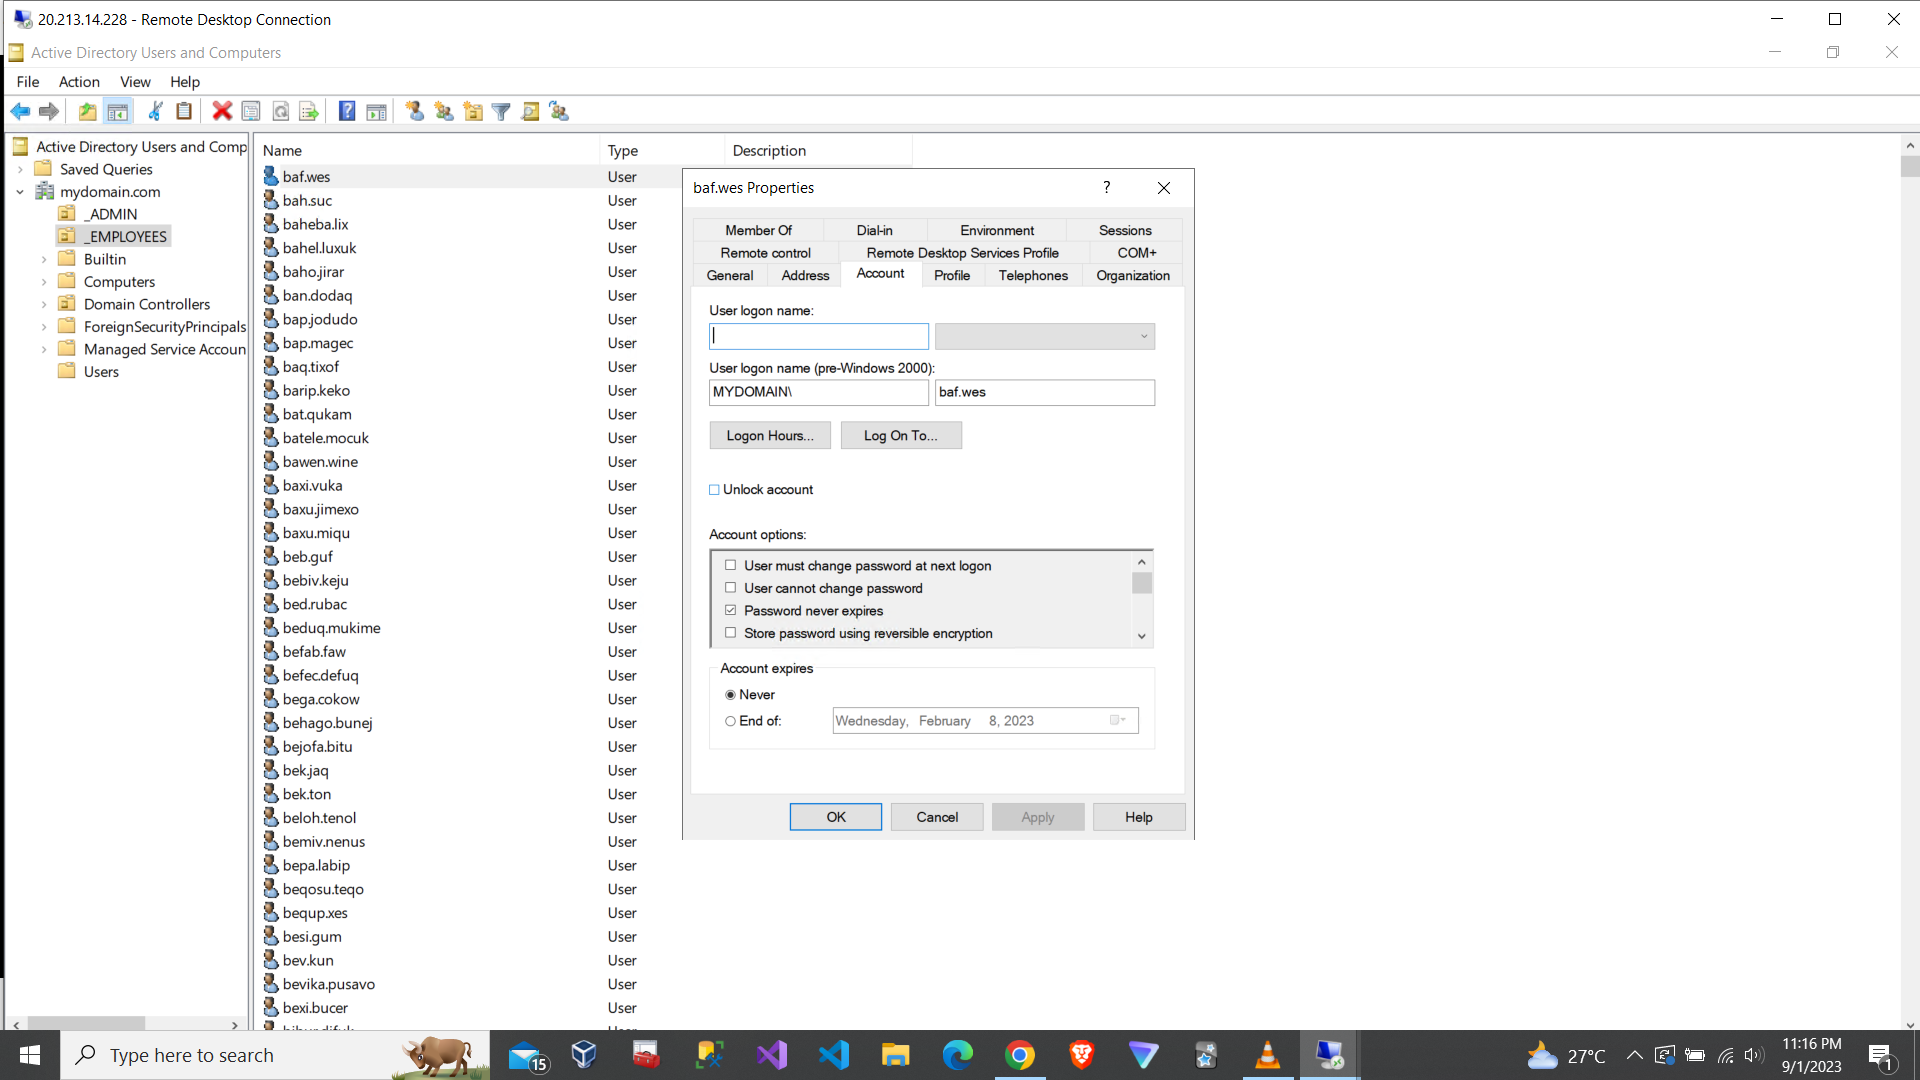 20.213.14.228 - Remote Desktop Connection
Active Directory Users and Computers
File Action View Help
Active Directory Users and Comp
Saved Queries
mydomain.com
_ADMIN
_EMPLOYEES
Builtin
Computers
Domain Controllers
ForeignSecurityPrincipals
Managed Service Accoun
Users
Name Type Description
baf.wes User
bah.suc User
baheba.lix User
bahel.luxuk User
baho.jirar User
ban.dodaq User
bap.jodudo User
bap.magec User
baq.tixof User
barip.keko User
bat.qukam User
batele.mocuk User
bawen.wine User
baxi.vuka User
baxu.jimexo User
baxu.miqu User
beb.guf User
bebiv.keju User
bed.rubac User
beduq.mukime User
befab.faw User
befec.defuq User
bega.cokow User
behago.bunej User
bejofa.bitu User
bek.jaq User
bek.ton User
beloh.tenol User
bemiv.nenus User
bepa.labip User
beqosu.teqo User
bequp.xes User
besi.gum User
bev.kun User
bevika.pusavo User
bexi.bucer User
baf.wes Properties
?
Member Of Dial-in Environment Sessions
Remote control Remote Desktop Services Profile COM+
General Address Account Profile Telephones Organization
User logon name:
User logon name (pre-Windows 2000):
MYDOMAIN\ baf.wes
Logon Hours... Log On To...
Unlock account
Account options:
User must change password at next logon
User cannot change password
Password never expires
Store password using reversible encryption
Account expires
Never
End of: Wednesday, February 8, 2023
OK Cancel Apply Help
Type here to search
15
27°C
11:16 PM
9/1/2023
1